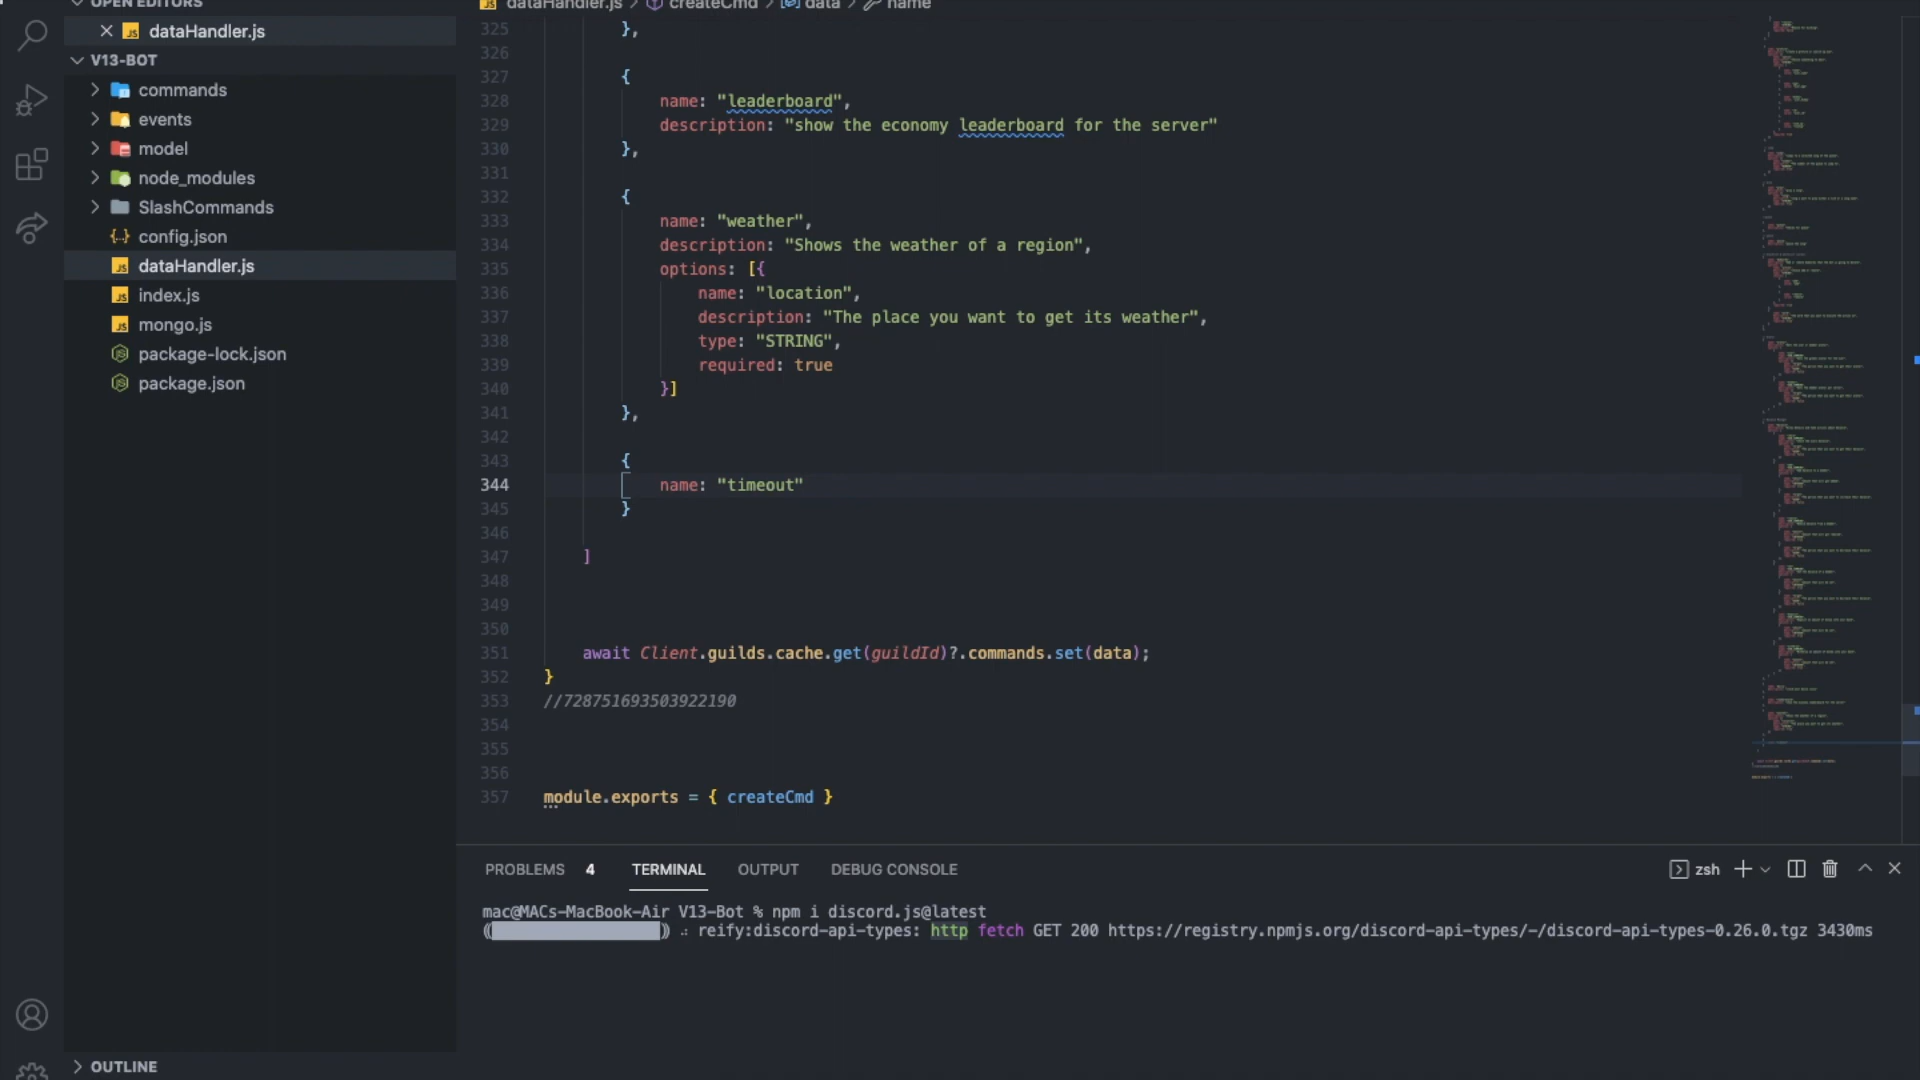 OPEN EDITORS
dataHandler.js
V13-BOT
commands
events
model
node_modules
SlashCommands
config.json
dataHandler.js
index.js
mongo.js
package-lock.json
package.json
OUTLINE
dataHandler.js > createCmd > data > name
325 },
326
327 {
328 name: "leaderboard",
329 description: "show the economy leaderboard for the server"
330 },
331
332 {
333 name: "weather",
334 description: "Shows the weather of a region",
335 options: [{
336 name: "location",
337 description: "The place you want to get its weather",
338 type: "STRING",
339 required: true
340 }]
341 },
342
343 {
344 name: "timeout"
345 }
346
347 ]
348
349
350
351 await Client.guilds.cache.get(guildId)?.commands.set(data);
352 }
353 //728751693503922190
354
355
356
357 module.exports = { createCmd }
PROBLEMS 4 TERMINAL OUTPUT DEBUG CONSOLE zsh
mac@MACs-MacBook-Air V13-Bot % npm i discord.js@latest
reify:discord-api-types: http fetch GET 200 https://registry.npmjs.org/discord-api-types/-/discord-api-types-0.26.0.tgz 3430ms